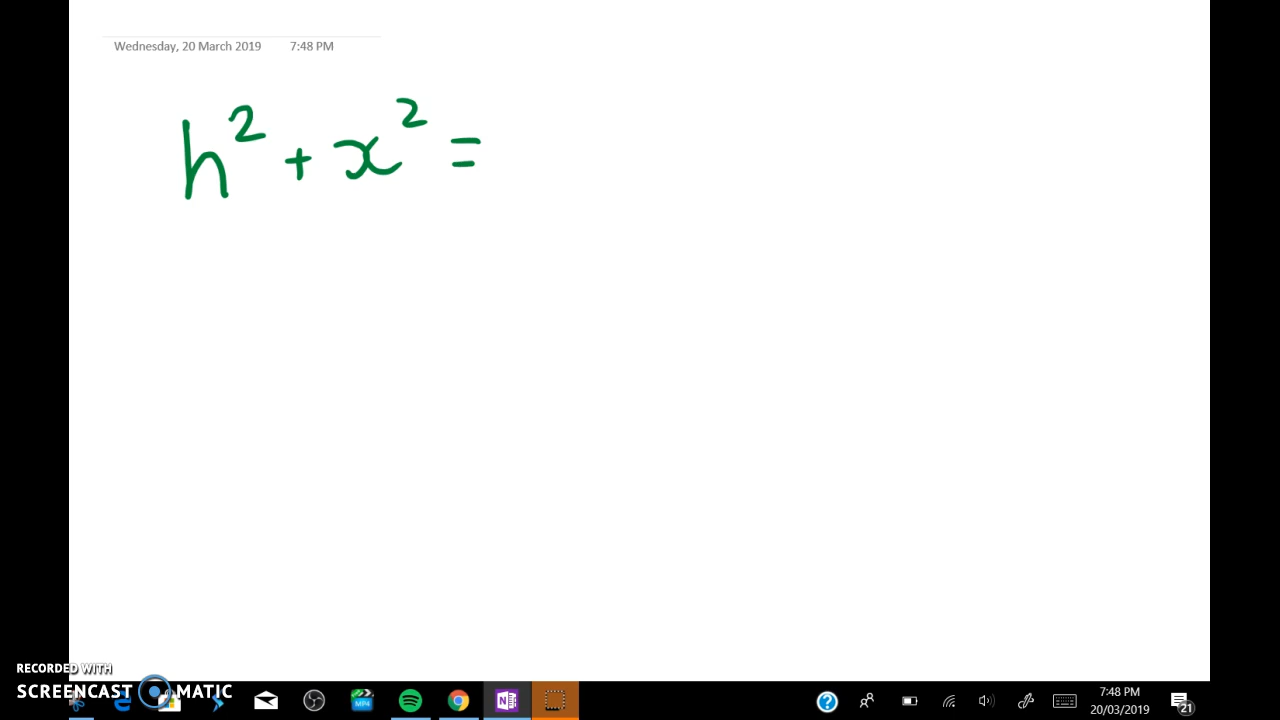 Wednesday, 20 March 2019 7:48 PM
h² + x² =
RECORDED WITH
SCREENCAST MATIC
MP4
N
?
7:48 PM
20/03/2019
21